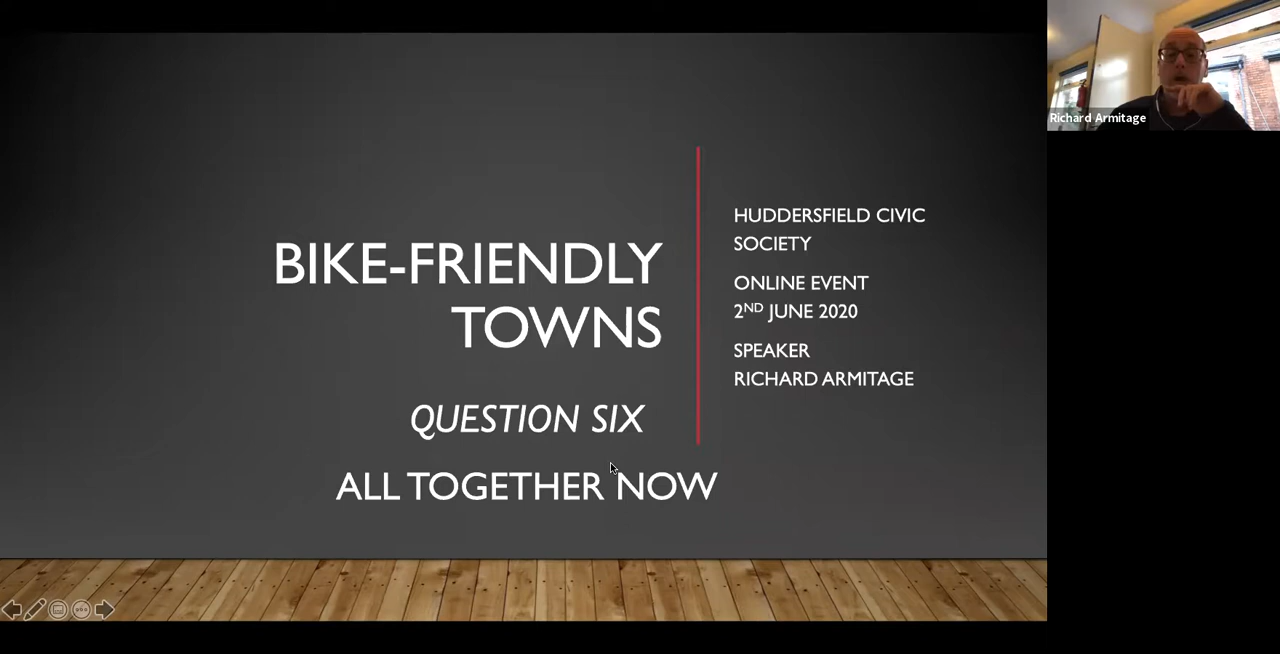 BIKE-FRIENDLY
TOWNS
QUESTION SIX
ALL TOGETHER NOW
HUDDERSFIELD CIVIC
SOCIETY
ONLINE EVENT
2ND JUNE 2020
SPEAKER
RICHARD ARMITAGE
Richard Armitage